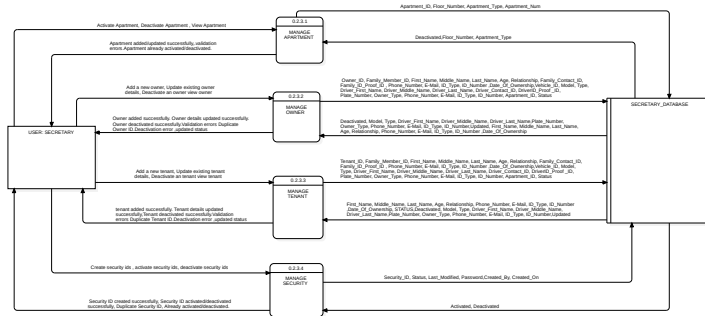 Apartment_ID, Floor_Number, Apartment_Type, Apartment_Num
Activate Apartment, Deactivate Apartment , View Apartment
0.2.3.1
MANAGE
APARTMENT
Deactivated,Floor_Number, Apartment_Type
Apartment added/updated successfully, validation
errors Apartment already activated/deactivated.
Add a new owner, Update existing owner
details, Deactivate an owner view owner
0.2.3.2
MANAGE
OWNER
Owner_ID, Family_Member_ID, First_Name, Middle_Name, Last_Name, Age, Relationship, Family_Contact_ID,
Family_ID_Proof_ID , Phone_Number, E-Mail, ID_Type, ID_Number ,Date_Of_Ownership,Vehicle_ID, Model_Type,
Driver_First_Name, Driver_Middle_Name, Driver_Last_Name, Driver_Contact_ID, DriverID_Proof _ID,
Plate_Number, Owner_Type, Phone_Number, E-Mail, ID_Type, ID_Number, Apartment_ID, Status
SECRETARY_DATABASE
Owner added successfully, Owner details updated
successfully, Owner deactivated successfully,Validation errors Duplicate
Owner ID,Deactivation error ,updated status
Deactivated, Model_Type, Driver_First_Name, Driver_Middle_Name, Driver_Last_Name,Plate_Number,
Owner_Type, Phone_Number, E-Mail, ID_Type, ID_Number,Updated, First_Name, Middle_Name, Last_Name,
Age, Relationship, Phone_Number, E-Mail, ID_Type, ID_Number ,Date_Of_Ownership
USER: SECRETARY
Add a new tenant, Update existing tenant
details, Deactivate an tenant view tenant
0.2.3.3
MANAGE
TENANT
Tenant_ID, Family_Member_ID, First_Name, Middle_Name, Last_Name, Age, Relationship, Family_Contact_ID,
Family_ID_Proof_ID , Phone_Number, E-Mail, ID_Type, ID_Number ,Date_Of_Ownership,Vehicle_ID, Model_
Type, Driver_First_Name, Driver_Middle_Name, Driver_Last_Name, Driver_Contact_ID, DriverID_Proof _ID,
Plate_Number, Owner_Type, Phone_Number, E-Mail, ID_Type, ID_Number, Apartment_ID, Status
tenant added successfully, Tenant details updated
successfully,Tenant deactivated successfully,Validation
errors Duplicate Tenant ID,Deactivation error ,updated status
First_Name, Middle_Name, Last_Name, Age, Relationship, Phone_Number, E-Mail, ID_Type, ID_Number
,Date_Of_Ownership, STATUS,Deactivated, Model_Type, Driver_First_Name, Driver_Middle_Name,
Driver_Last_Name,Plate_Number, Owner_Type, Phone_Number, E-Mail, ID_Type, ID_Number,Updated
Create security ids , activate security ids, deactivate security ids
0.2.3.4
MANAGE
SECURITY
Security_ID, Status, Last_Modified, Password,Created_By, Created_On
Security ID created successfully, Security ID activated/deactivated
successfully, Duplicate Security ID, Already activated/deactivated.
Activated, Deactivated